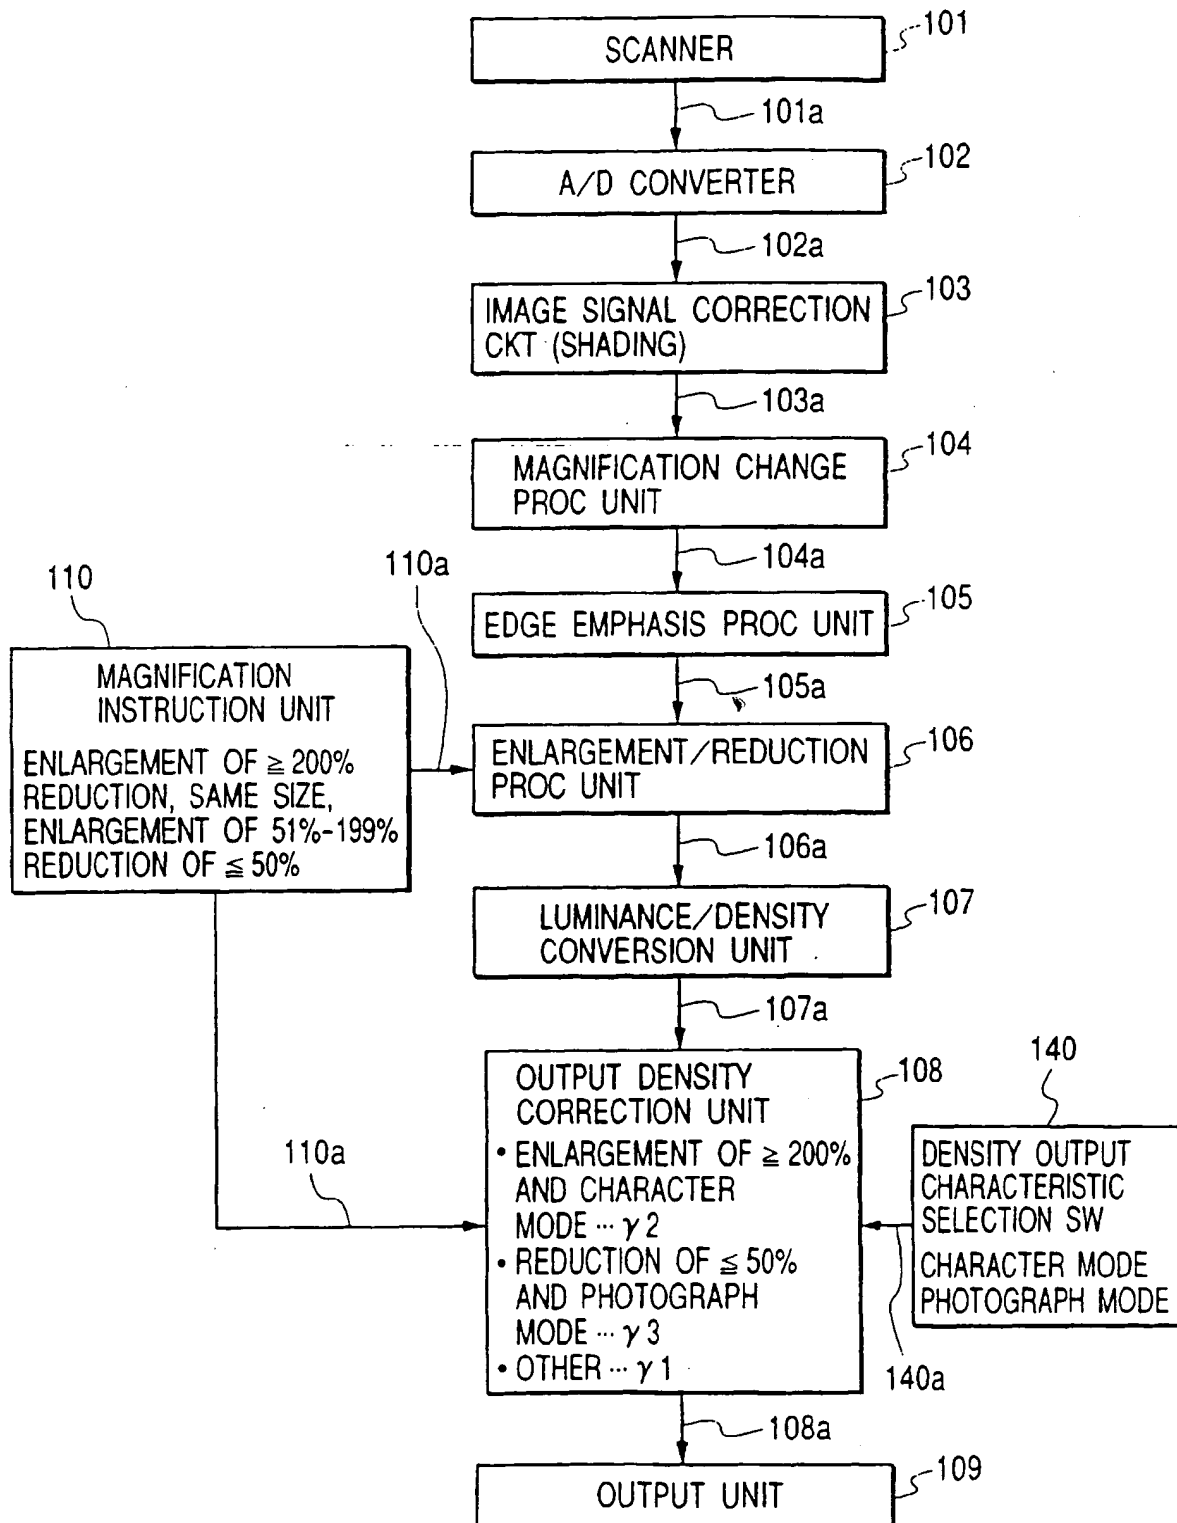 SCANNER
101
101a
A/D CONVERTER
102
102a
IMAGE SIGNAL CORRECTION
CKT (SHADING)
103
103a
MAGNIFICATION CHANGE
PROC UNIT
104
104a
110
110a
EDGE EMPHASIS PROC UNIT
105
105a
MAGNIFICATION
INSTRUCTION UNIT
ENLARGEMENT OF ≧ 200%
REDUCTION, SAME SIZE,
ENLARGEMENT OF 51%-199%
REDUCTION OF ≦ 50%
ENLARGEMENT/REDUCTION
PROC UNIT
106
106a
LUMINANCE/DENSITY
CONVERSION UNIT
107
107a
110a
OUTPUT DENSITY
CORRECTION UNIT
• ENLARGEMENT OF ≧ 200%
AND CHARACTER
MODE ··· γ 2
• REDUCTION OF ≦ 50%
AND PHOTOGRAPH
MODE ··· γ 3
• OTHER ··· γ 1
108
140
DENSITY OUTPUT
CHARACTERISTIC
SELECTION SW
CHARACTER MODE
PHOTOGRAPH MODE
140a
108a
OUTPUT UNIT
109